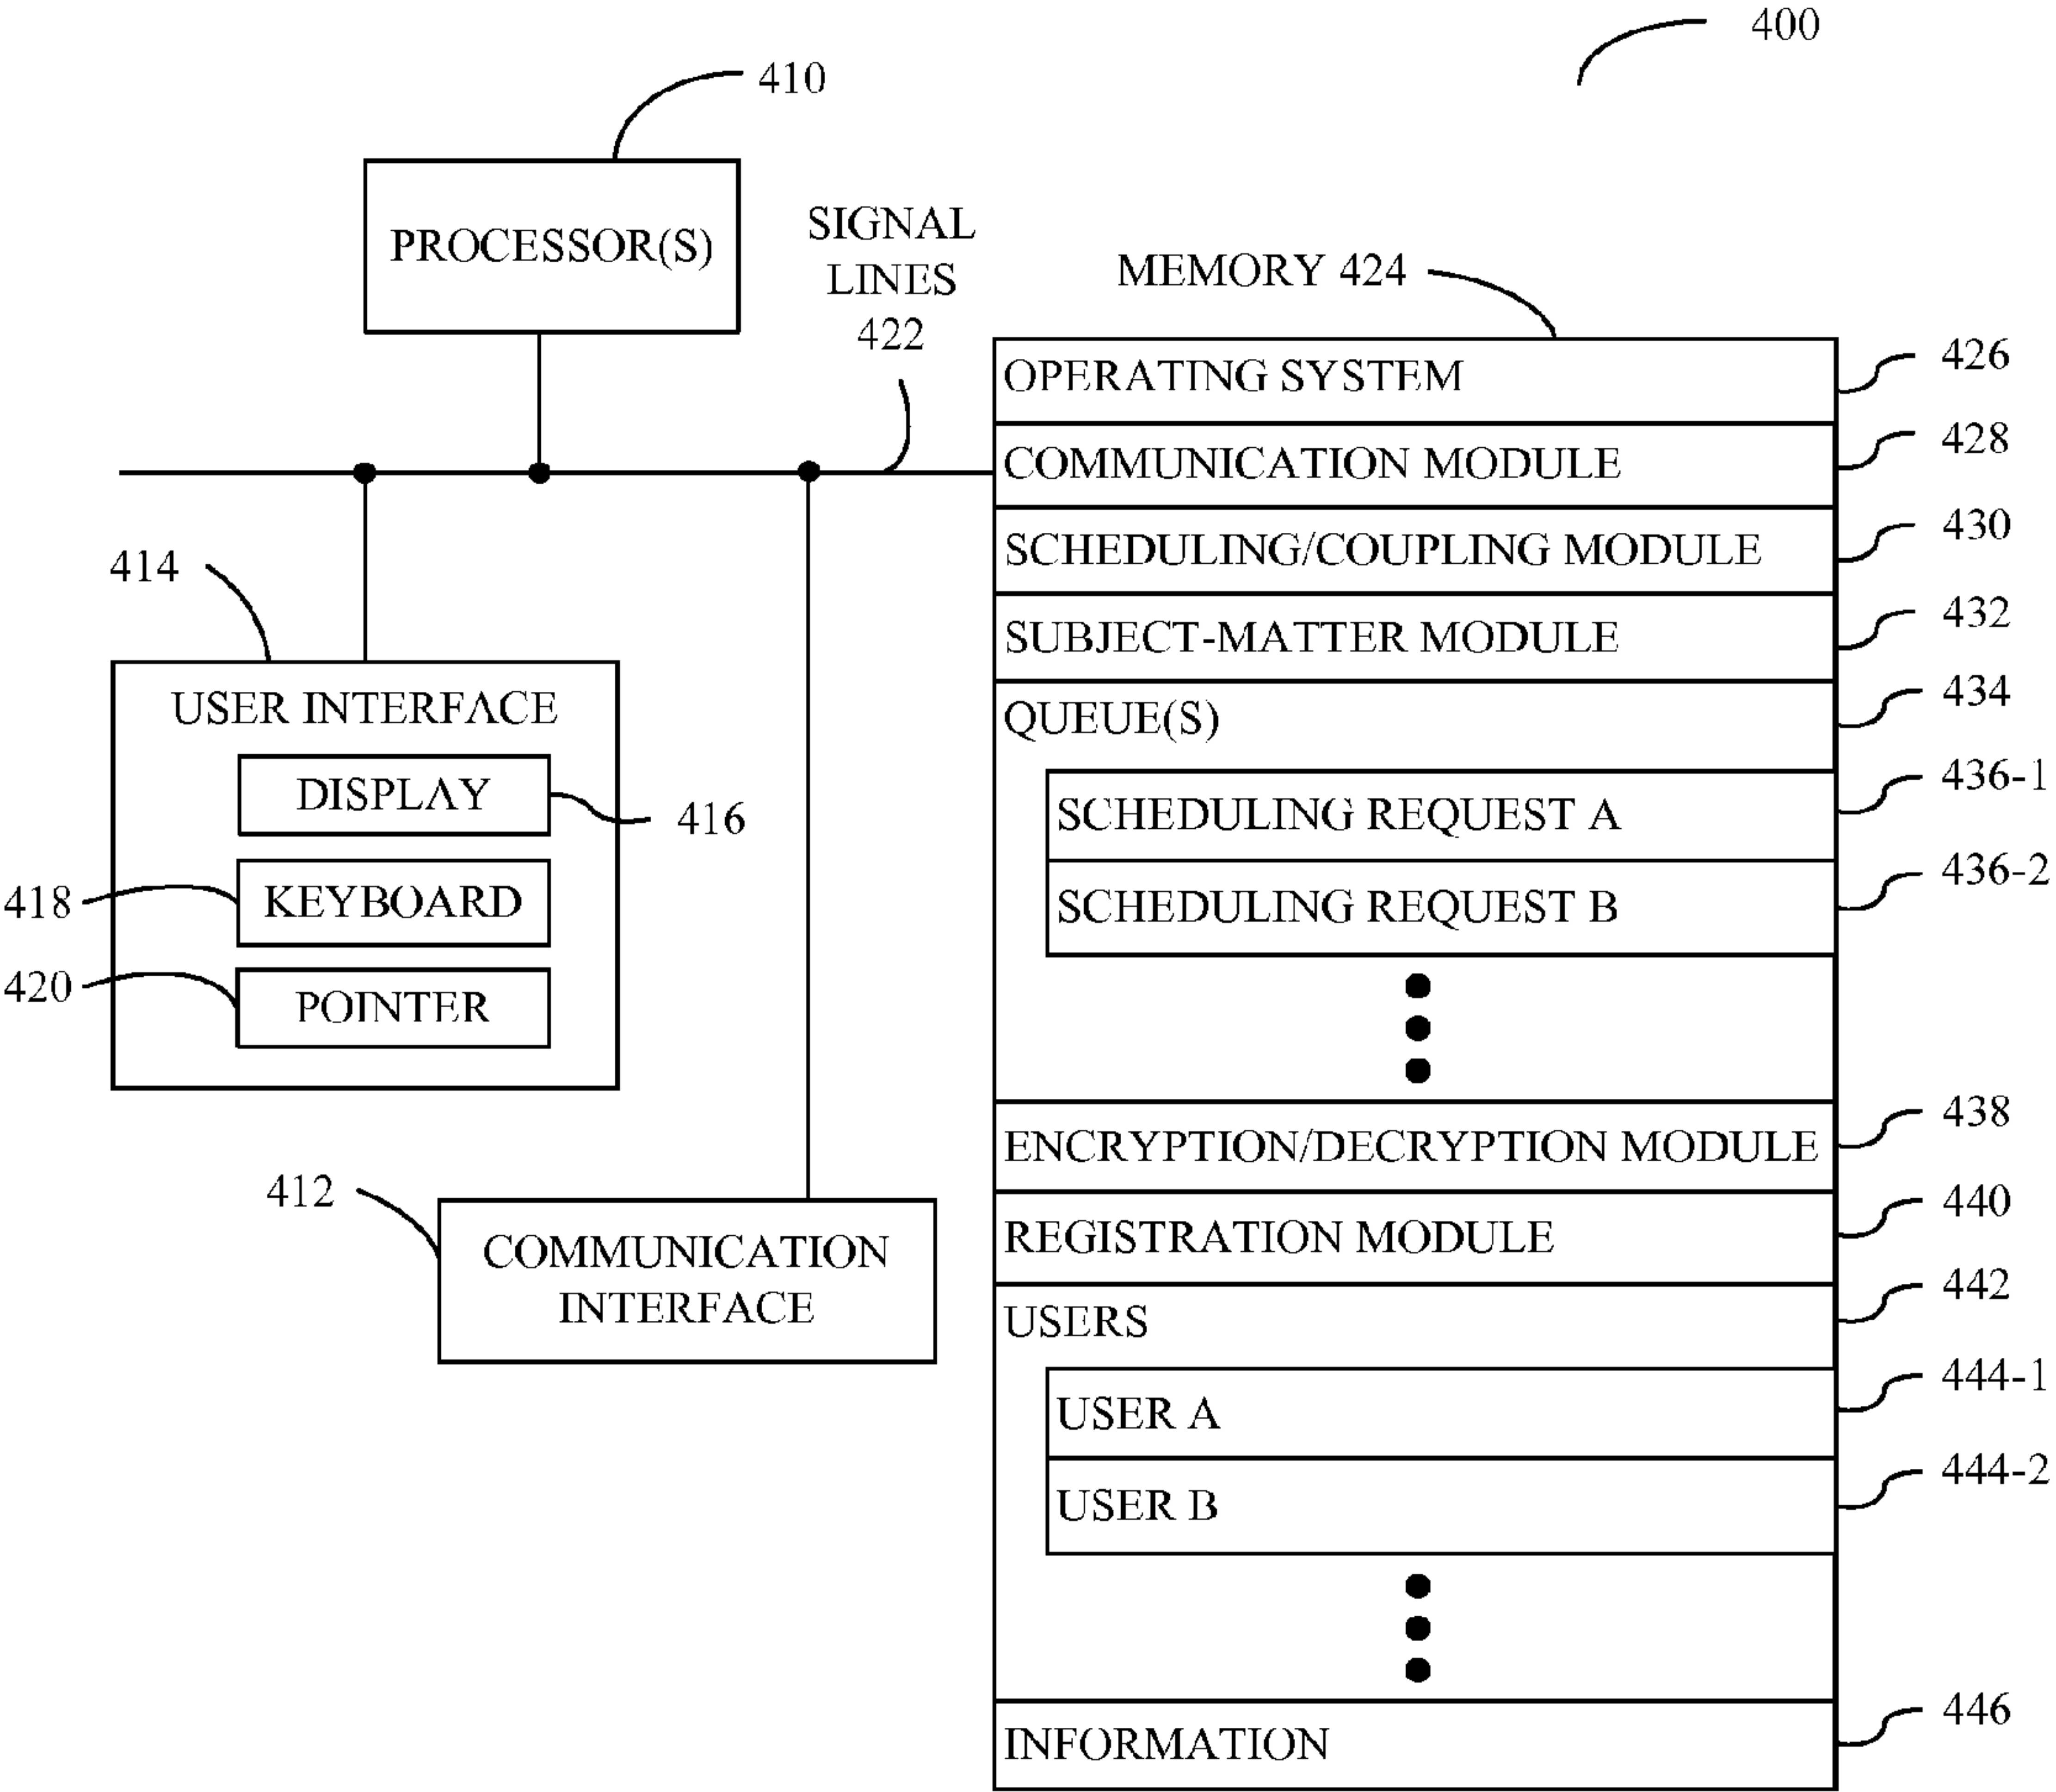 400
410
PROCESSOR(S)
SIGNAL
LINES
422
MEMORY 424
OPERATING SYSTEM
426
COMMUNICATION MODULE
428
SCHEDULING/COUPLING MODULE
430
SUBJECT-MATTER MODULE
432
QUEUE(S)
434
SCHEDULING REQUEST A
436-1
SCHEDULING REQUEST B
436-2
ENCRYPTION/DECRYPTION MODULE
438
REGISTRATION MODULE
440
USERS
442
USER A
444-1
USER B
444-2
INFORMATION
446
414
USER INTERFACE
DISPLAY
416
418
KEYBOARD
420
POINTER
412
COMMUNICATION
INTERFACE